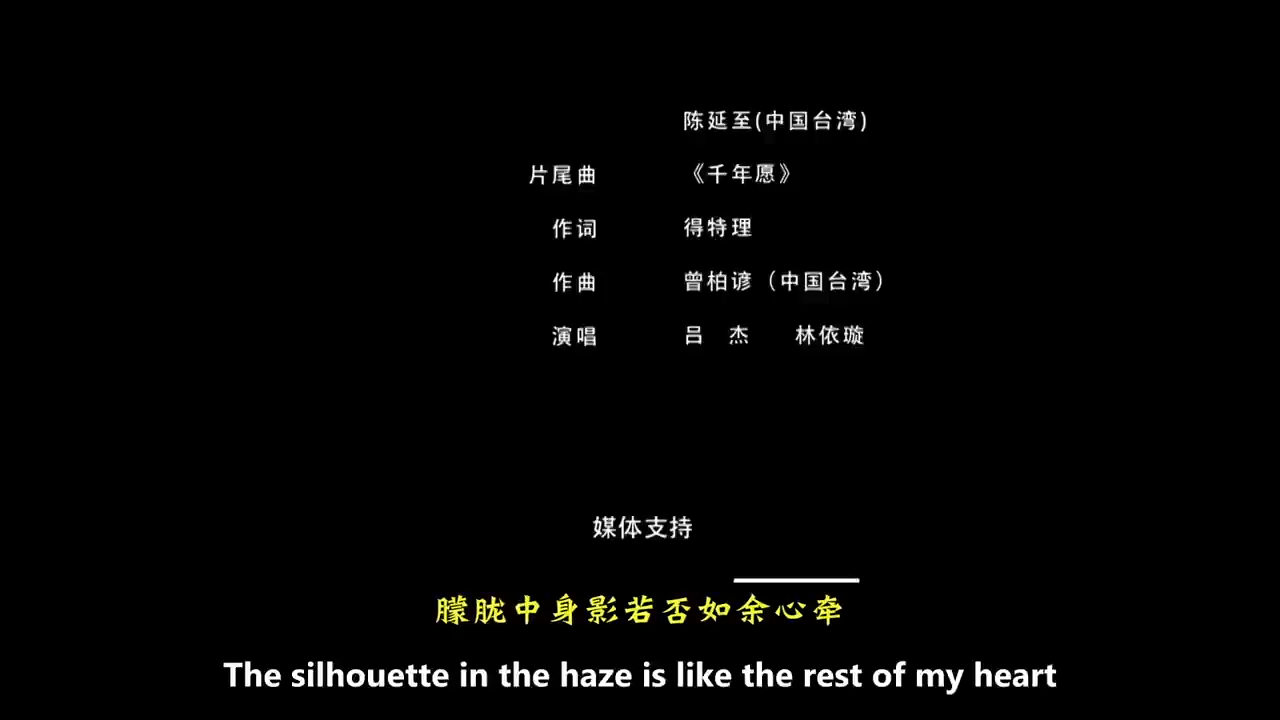 陈延至(中国台湾)
片尾曲 《千年愿》
作词 得特理
作曲 曾柏谚（中国台湾）
演唱 吕 杰 林依璇
媒体支持
朦胧中身影若否如余心牵
The silhouette in the haze is like the rest of my heart